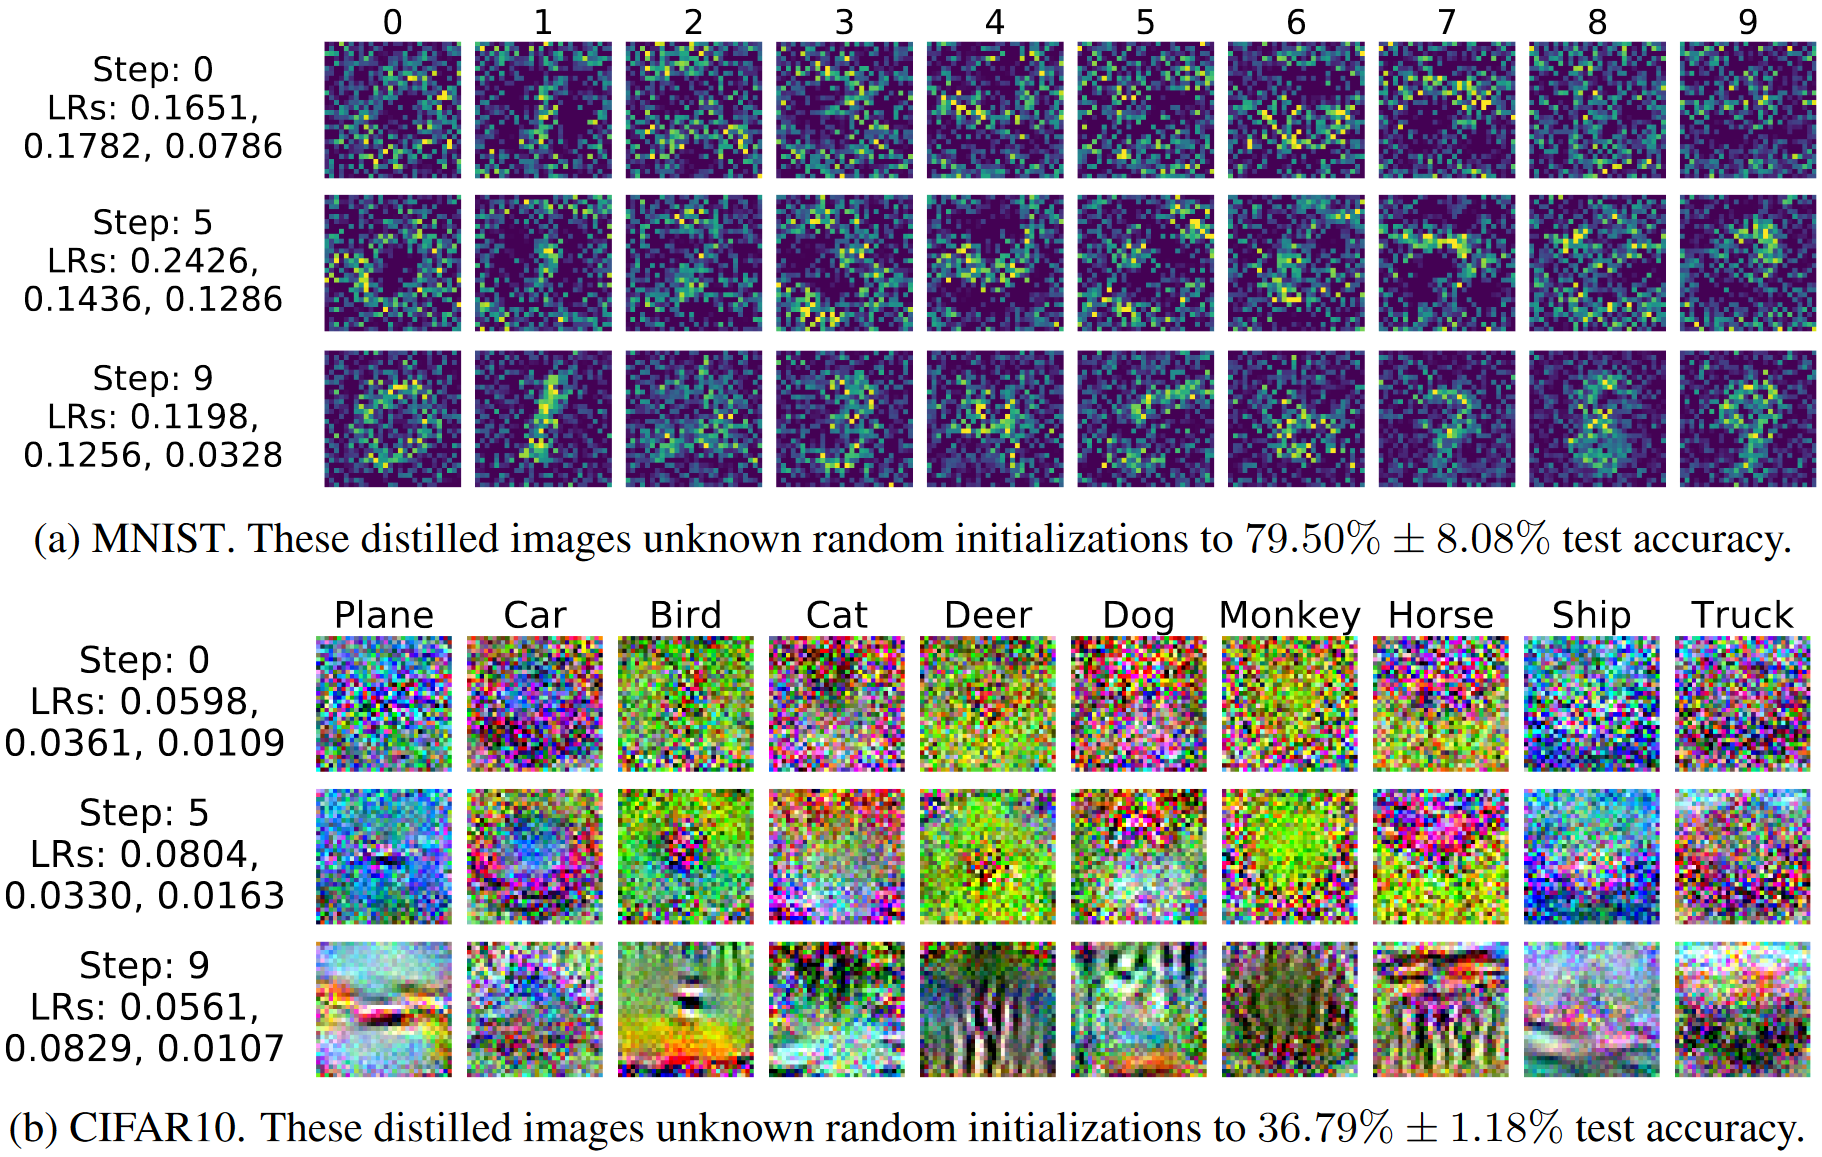 0 1 2 3 4 5 6 7 8 9
Step: 0
LRs: 0.1651,
0.1782, 0.0786
Step: 5
LRs: 0.2426,
0.1436, 0.1286
Step: 9
LRs: 0.1198,
0.1256, 0.0328
(a) MNIST. These distilled images unknown random initializations to 79.50% ± 8.08% test accuracy.
Plane Car Bird Cat Deer Dog Monkey Horse Ship Truck
Step: 0
LRs: 0.0598,
0.0361, 0.0109
Step: 5
LRs: 0.0804,
0.0330, 0.0163
Step: 9
LRs: 0.0561,
0.0829, 0.0107
(b) CIFAR10. These distilled images unknown random initializations to 36.79% ± 1.18% test accuracy.